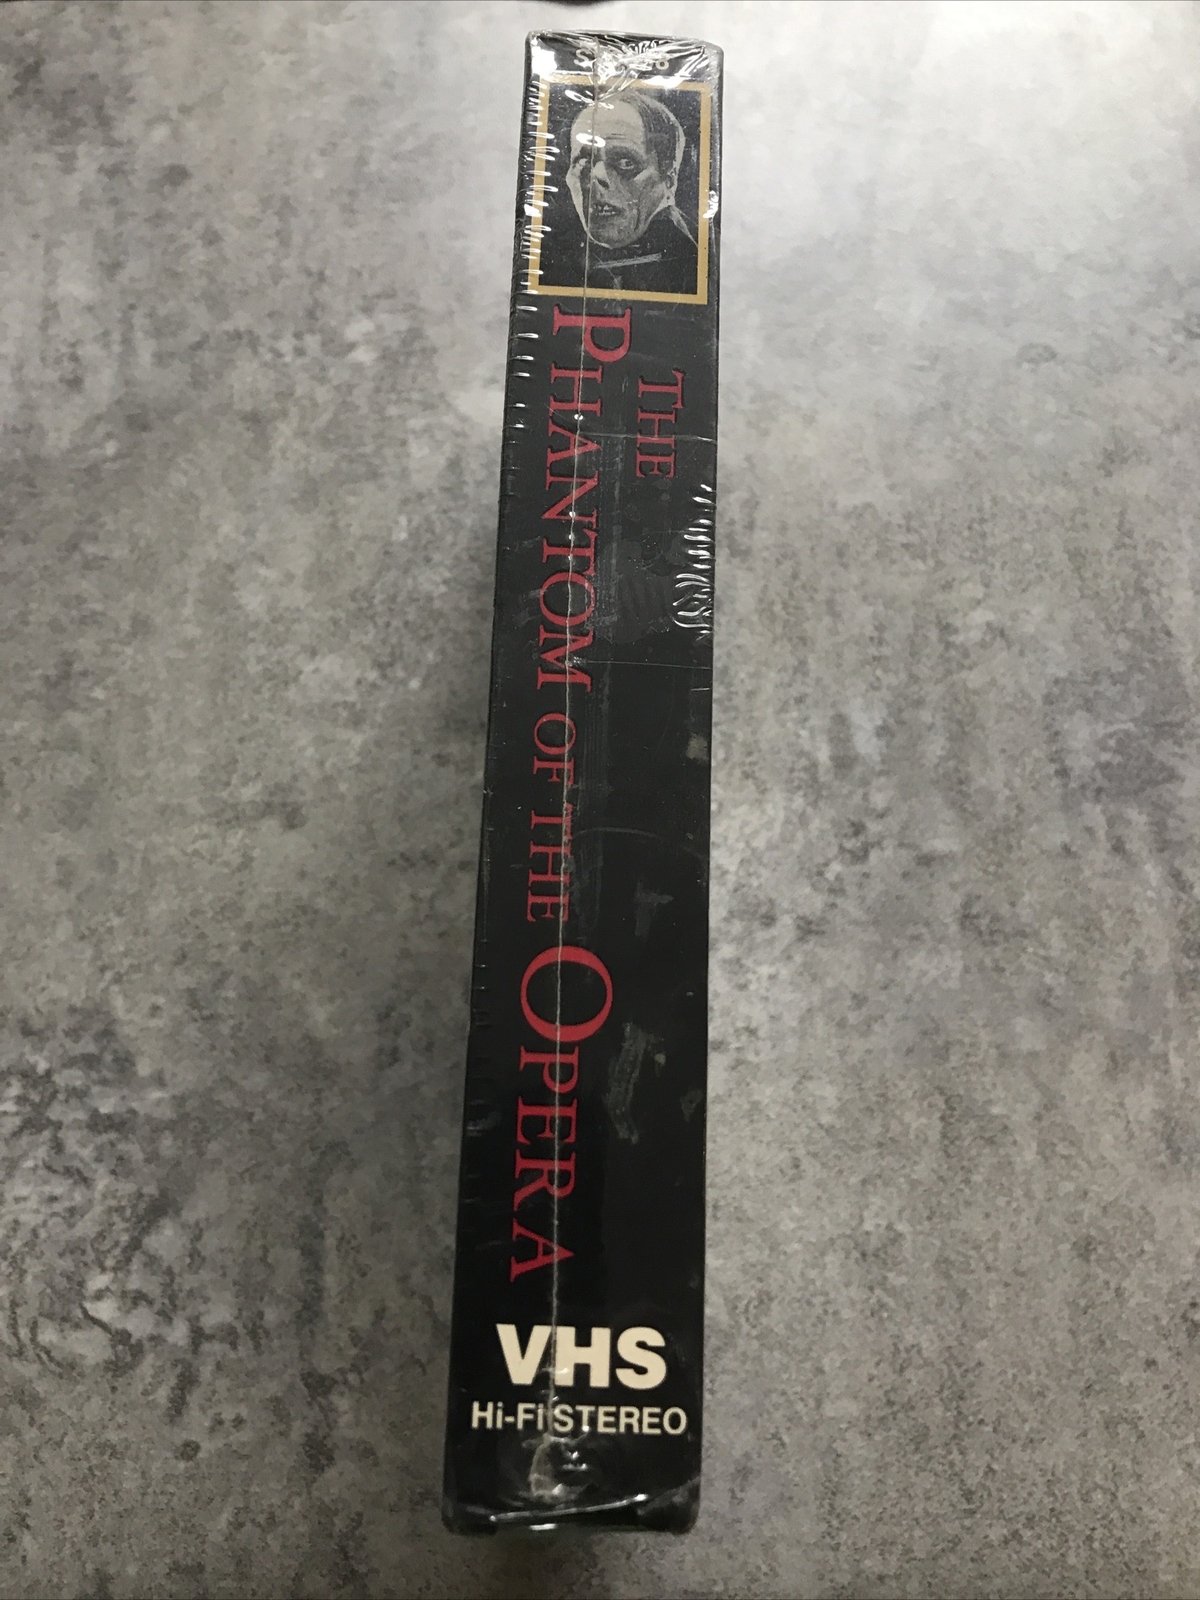 THE
PHANTOM OF THE OPERA
VHS
Hi-Fi STEREO